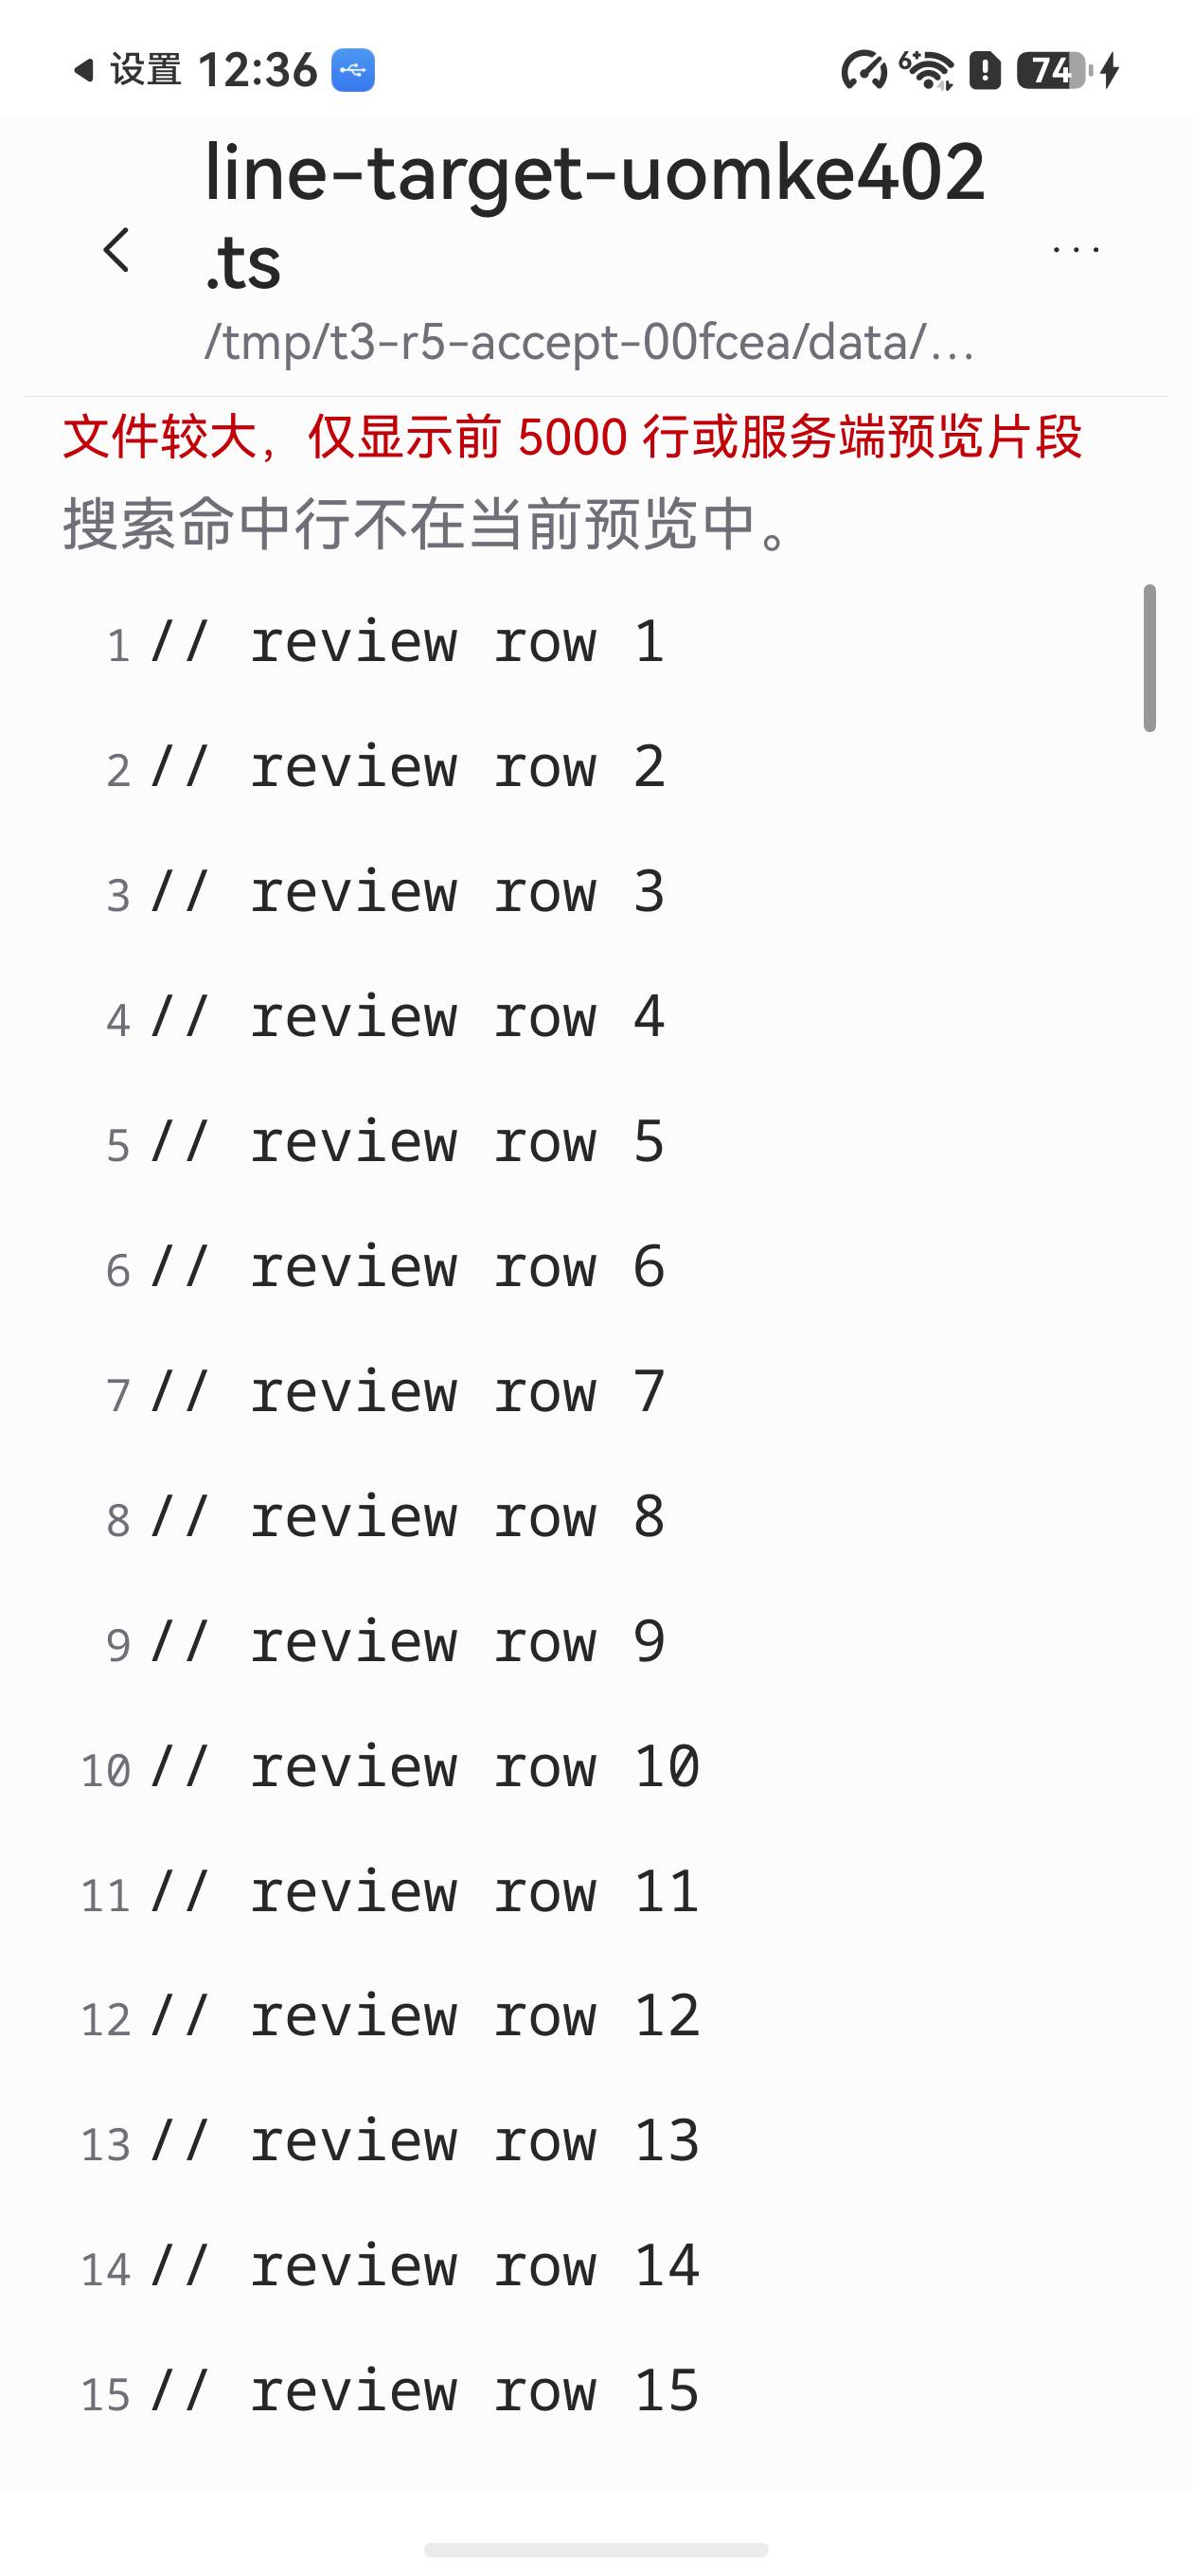 设置 12:36
6+ 74
line-target-uomke402
.ts
/tmp/t3-r5-accept-00fcea/data/...
文件较大，仅显示前 5000 行或服务端预览片段
搜索命中行不在当前预览中。
1 // review row 1
2 // review row 2
3 // review row 3
4 // review row 4
5 // review row 5
6 // review row 6
7 // review row 7
8 // review row 8
9 // review row 9
10 // review row 10
11 // review row 11
12 // review row 12
13 // review row 13
14 // review row 14
15 // review row 15